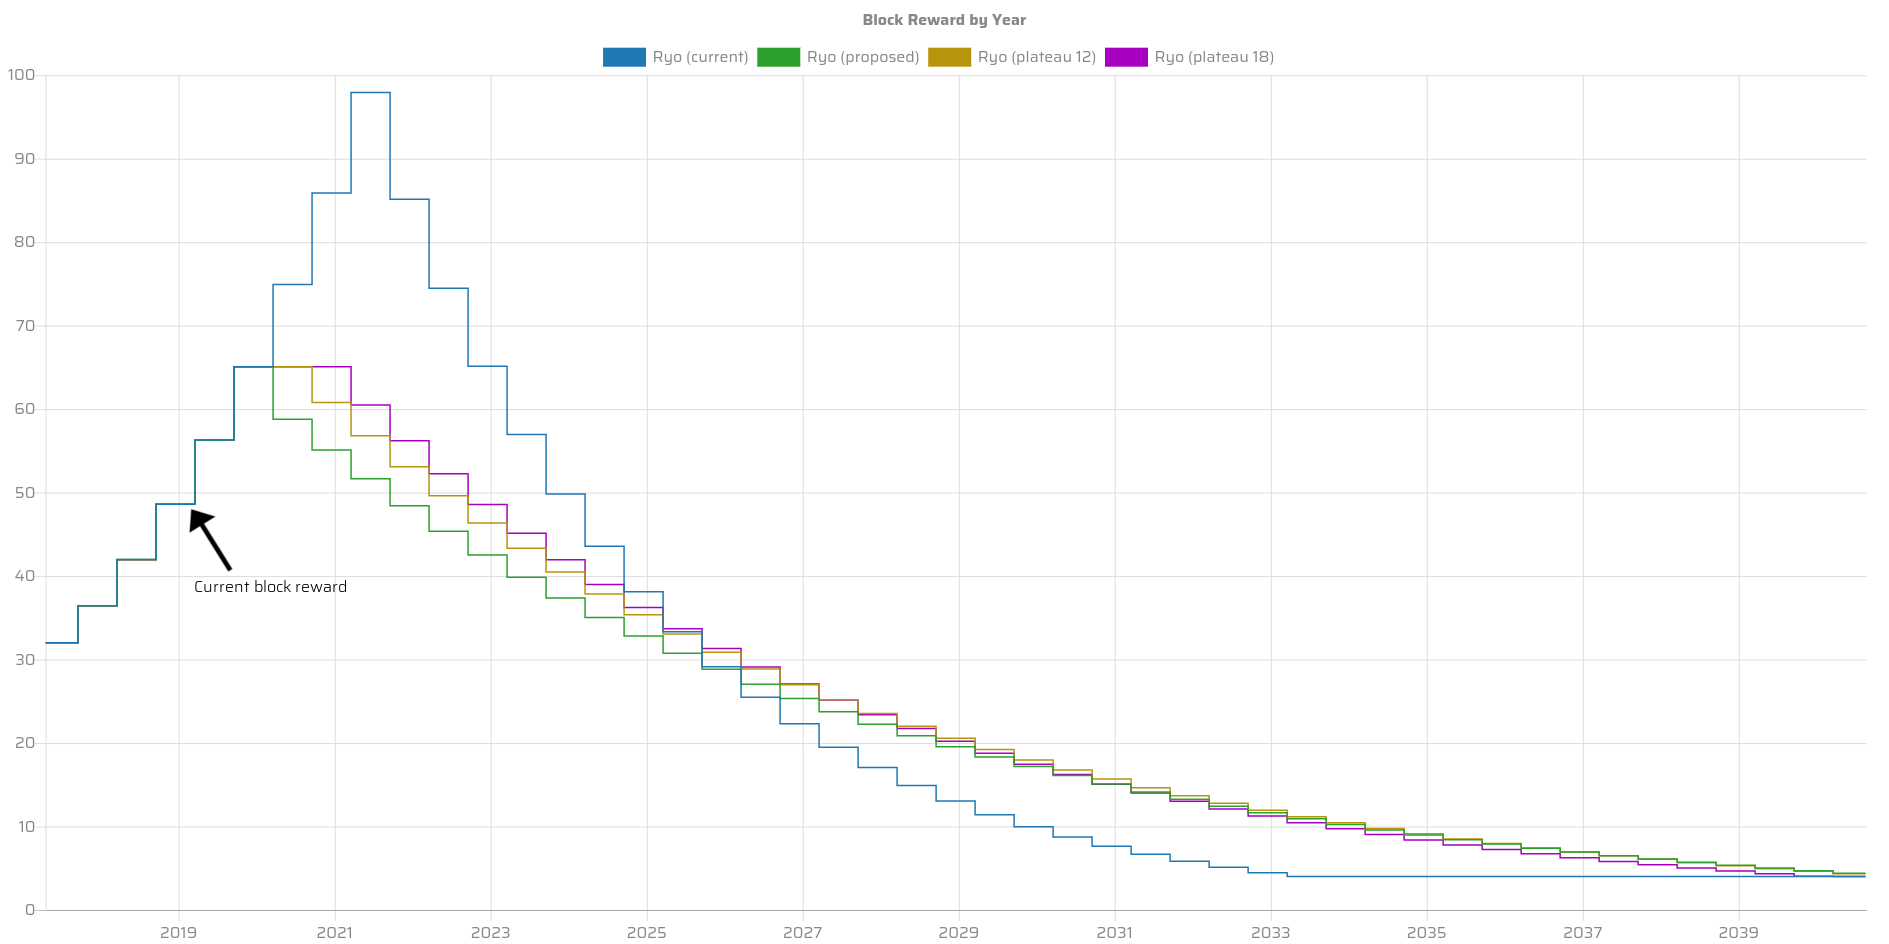 Block Reward by Year
Ryo (current) Ryo (proposed) Ryo (plateau 12) Ryo (plateau 18)
100
90
80
70
60
50
40
30
20
10
0
Current block reward
2019 2021 2023 2025 2027 2029 2031 2033 2035 2037 2039